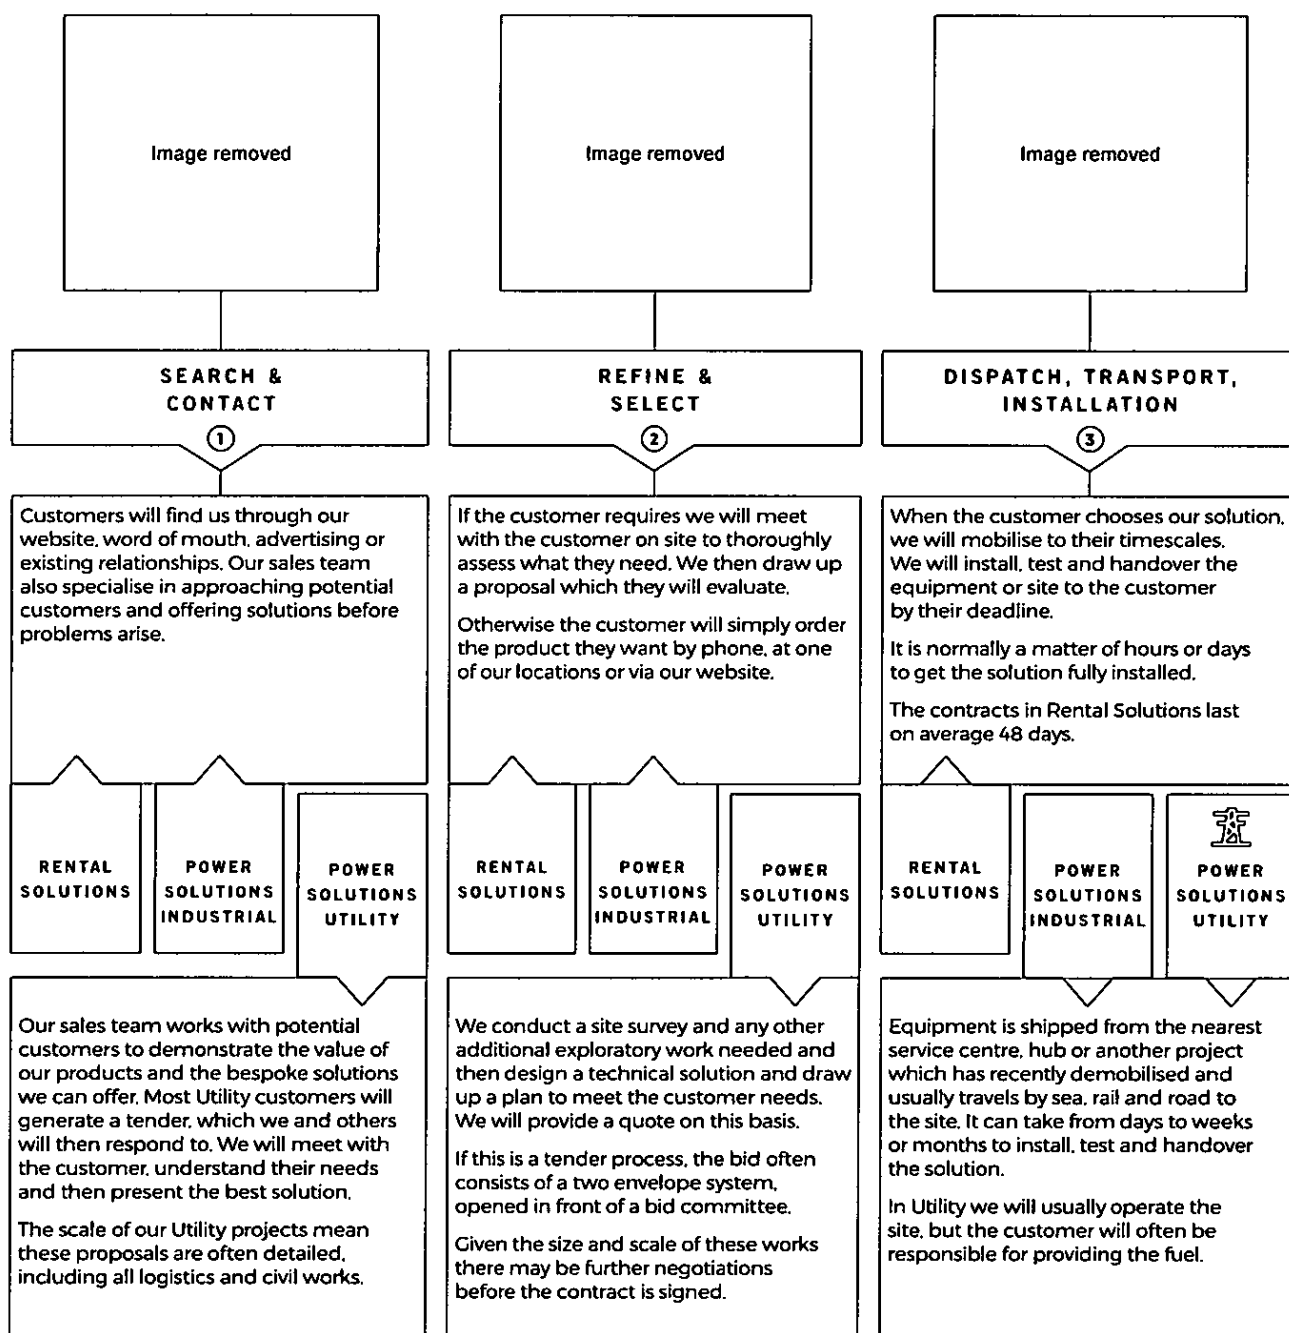 Image removed
SEARCH &
CONTACT
1
Customers will find us through our
website, word of mouth, advertising or
existing relationships. Our sales team
also specialise in approaching potential
customers and offering solutions before
problems arise.
RENTAL
SOLUTIONS
POWER
SOLUTIONS
INDUSTRIAL
POWER
SOLUTIONS
UTILITY
Our sales team works with potential
customers to demonstrate the value of
our products and the bespoke solutions
we can offer. Most Utility customers will
generate a tender, which we and others
will then respond to. We will meet with
the customer, understand their needs
and then present the best solution.
The scale of our Utility projects mean
these proposals are often detailed,
including all logistics and civil works.
Image removed
REFINE &
SELECT
2
If the customer requires we will meet
with the customer on site to thoroughly
assess what they need. We then draw up
a proposal which they will evaluate.
Otherwise the customer will simply order
the product they want by phone, at one
of our locations or via our website.
RENTAL
SOLUTIONS
POWER
SOLUTIONS
INDUSTRIAL
POWER
SOLUTIONS
UTILITY
We conduct a site survey and any other
additional exploratory work needed and
then design a technical solution and draw
up a plan to meet the customer needs.
We will provide a quote on this basis.
If this is a tender process, the bid often
consists of a two envelope system,
opened in front of a bid committee.
Given the size and scale of these works
there may be further negotiations
before the contract is signed.
Image removed
DISPATCH, TRANSPORT,
INSTALLATION
3
When the customer chooses our solution,
we will mobilise to their timescales.
We will install, test and handover the
equipment or site to the customer
by their deadline.
It is normally a matter of hours or days
to get the solution fully installed.
The contracts in Rental Solutions last
on average 48 days.
RENTAL
SOLUTIONS
POWER
SOLUTIONS
INDUSTRIAL
POWER
SOLUTIONS
UTILITY
Equipment is shipped from the nearest
service centre, hub or another project
which has recently demobilised and
usually travels by sea, rail and road to
the site. It can take from days to weeks
or months to install, test and handover
the solution.
In Utility we will usually operate the
site, but the customer will often be
responsible for providing the fuel.